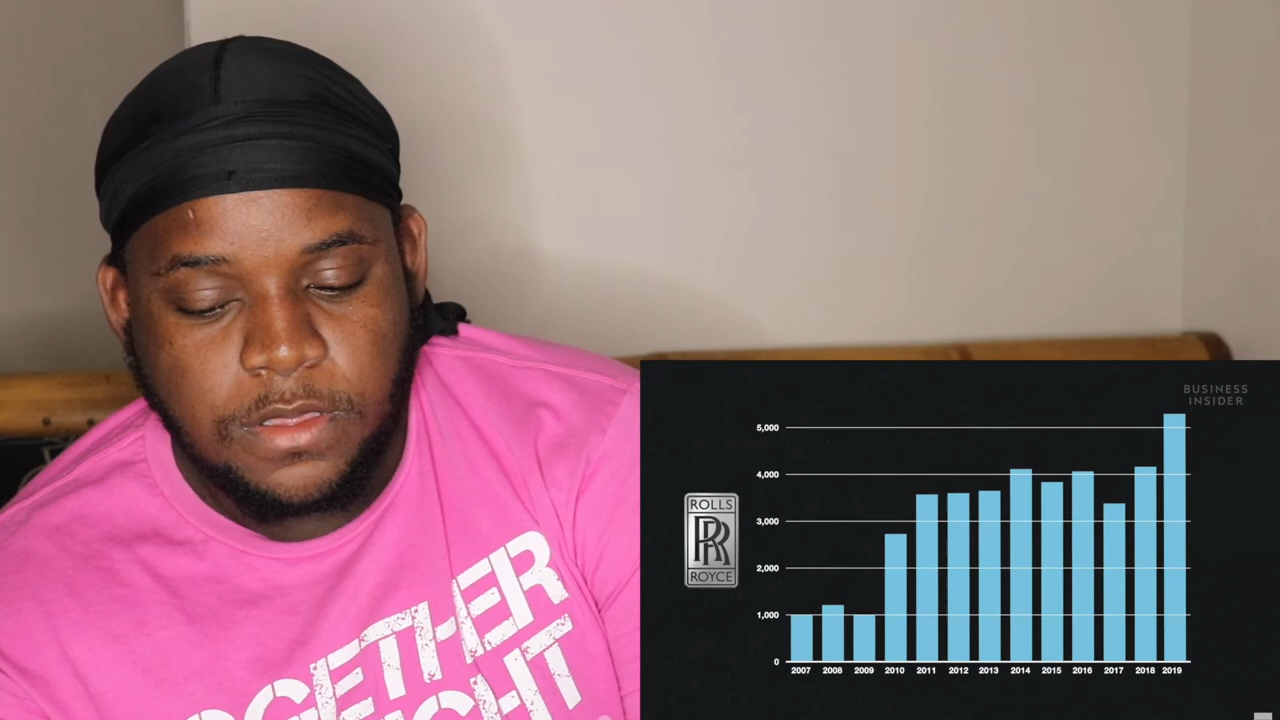 OGETHER
BUSINESS
INSIDER
5,000
4,000
3,000
2,000
1,000
0
ROLLS
RR
ROYCE
2007 2008 2009 2010 2011 2012 2013 2014 2015 2016 2017 2018 2019